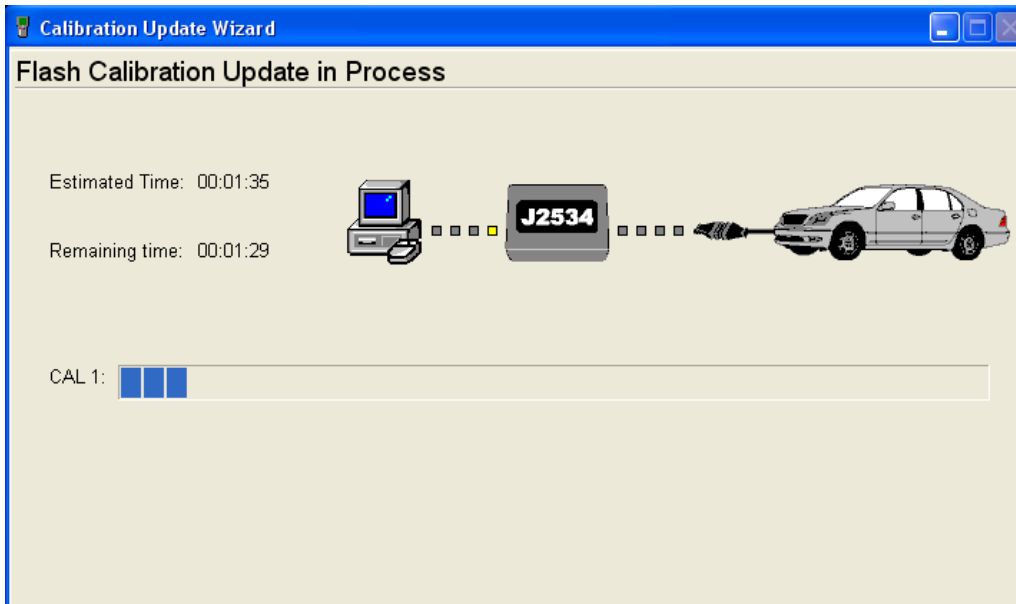 Calibration Update Wizard
Flash Calibration Update in Process
Estimated Time: 00:01:35
J2534
Remaining time: 00:01:29
CAL 1: